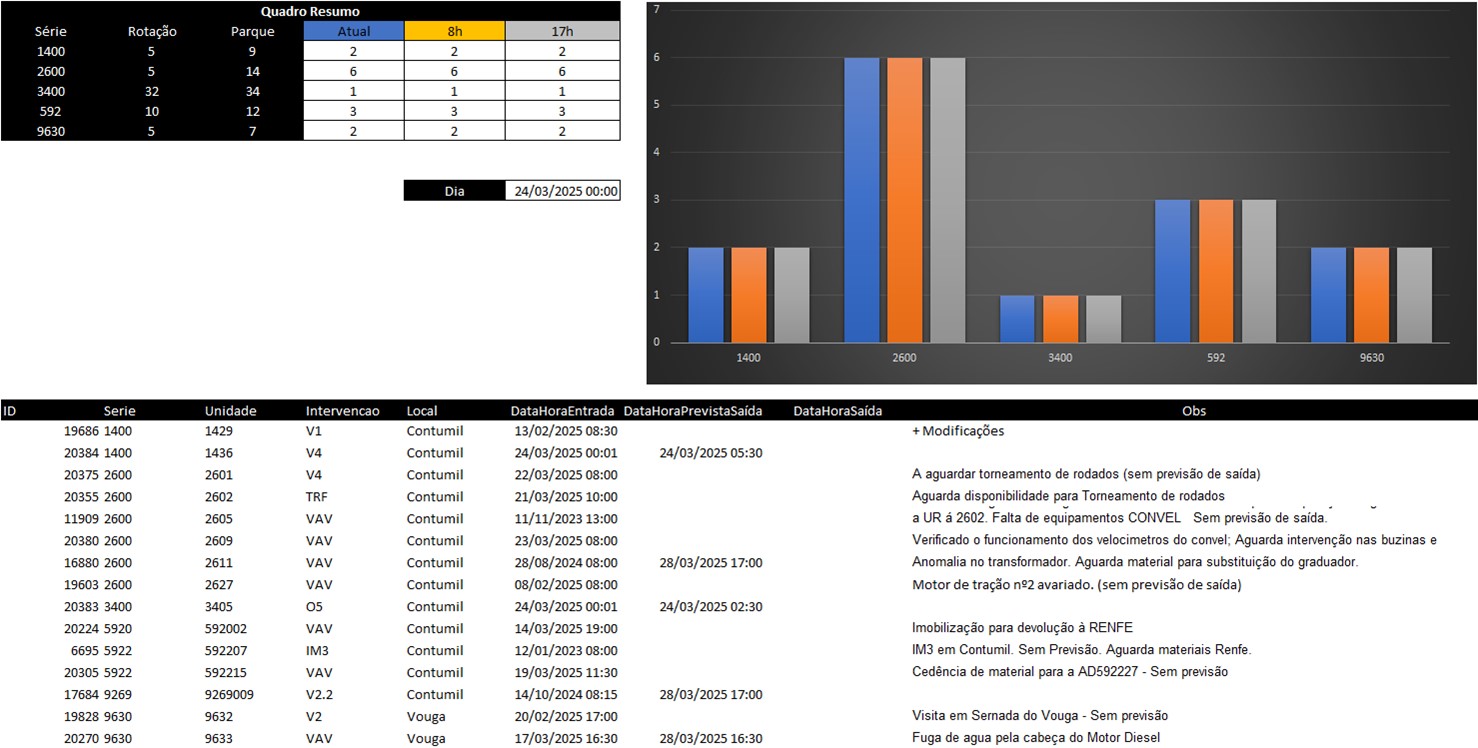 Quadro Resumo
Série Rotação Parque Atual 8h 17h
1400 5 9 2 2 2
2600 5 14 6 6 6
3400 32 34 1 1 1
592 10 12 3 3 3
9630 5 7 2 2 2
Dia 24/03/2025 00:00
7
6
5
4
3
2
1
0
1400 2600 3400 592 9630
ID Serie Unidade Intervencao Local DataHoraEntrada DataHoraPrevistaSaída DataHoraSaída Obs
19686 1400 1429 V1 Contumil 13/02/2025 08:30 + Modificações
20384 1400 1436 V4 Contumil 24/03/2025 00:01 24/03/2025 05:30
20375 2600 2601 V4 Contumil 22/03/2025 08:00 A aguardar torneamento de rodados (sem previsão de saída)
20355 2600 2602 TRF Contumil 21/03/2025 10:00 Aguarda disponibilidade para Torneamento de rodados
11909 2600 2605 VAV Contumil 11/11/2023 13:00 a UR á 2602. Falta de equipamentos CONVEL Sem previsão de saída.
20380 2600 2609 VAV Contumil 23/03/2025 08:00 Verificado o funcionamento dos velocimetros do convel; Aguarda intervenção nas buzinas e
16880 2600 2611 VAV Contumil 28/08/2024 08:00 28/03/2025 17:00 Anomalia no transformador. Aguarda material para substituição do graduador.
19603 2600 2627 VAV Contumil 08/02/2025 08:00 Motor de tração nº2 avariado. (sem previsão de saída)
20383 3400 3405 O5 Contumil 24/03/2025 00:01 24/03/2025 02:30
20224 5920 592002 VAV Contumil 14/03/2025 19:00 Imobilização para devolução à RENFE
6695 5922 592207 IM3 Contumil 12/01/2023 08:00 IM3 em Contumil. Sem Previsão. Aguarda materiais Renfe.
20305 5922 592215 VAV Contumil 19/03/2025 11:30 Cedência de material para a AD592227 - Sem previsão
17684 9269 9269009 V2.2 Contumil 14/10/2024 08:15 28/03/2025 17:00
19828 9630 9632 V2 Vouga 20/02/2025 17:00 Visita em Sernada do Vouga - Sem previsão
20270 9630 9633 VAV Vouga 17/03/2025 16:30 28/03/2025 16:30 Fuga de agua pela cabeça do Motor Diesel